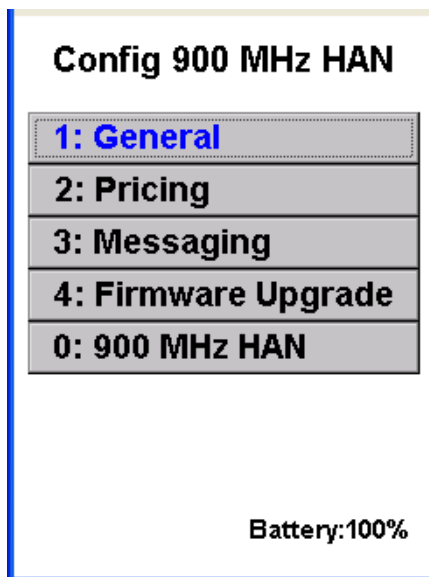 Config 900 MHz HAN
1: General
2: Pricing
3: Messaging
4: Firmware Upgrade
0: 900 MHz HAN
Battery:100%